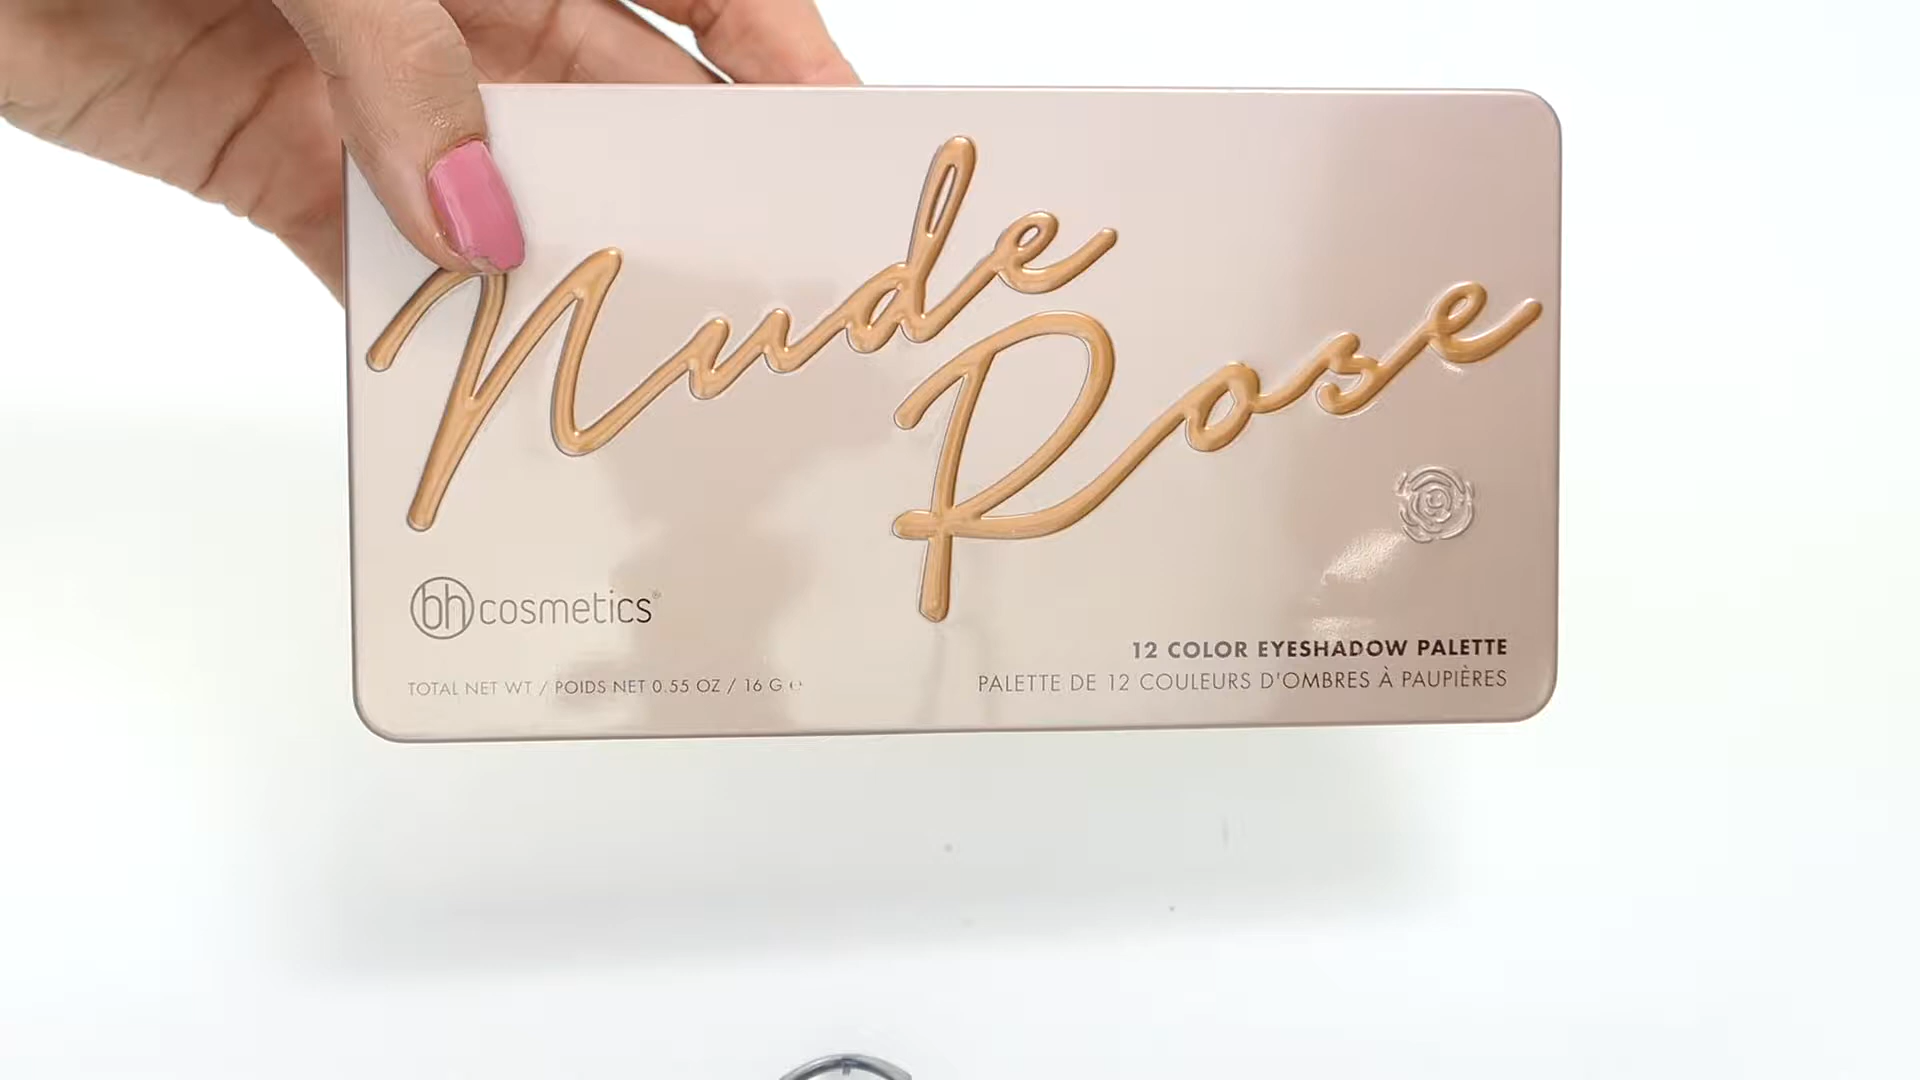 Nude
Rose
bh cosmetics®
12 COLOR EYESHADOW PALETTE
TOTAL NET WT / POIDS NET 0.55 OZ / 16 G ℮
PALETTE DE 12 COULEURS D'OMBRES À PAUPIÈRES